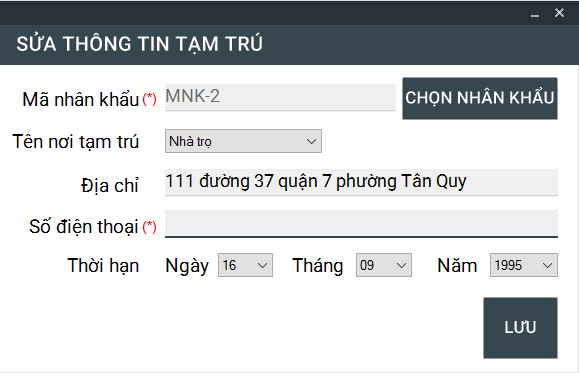 SỬA THÔNG TIN TẠM TRÚ
Mã nhân khẩu (*) MNK-2 CHỌN NHÂN KHẨU
Tên nơi tạm trú Nhà trọ
Địa chỉ 111 đường 37 quận 7 phường Tân Quy
Số điện thoại (*)
Thời hạn Ngày 16 Tháng 09 Năm 1995
LƯU